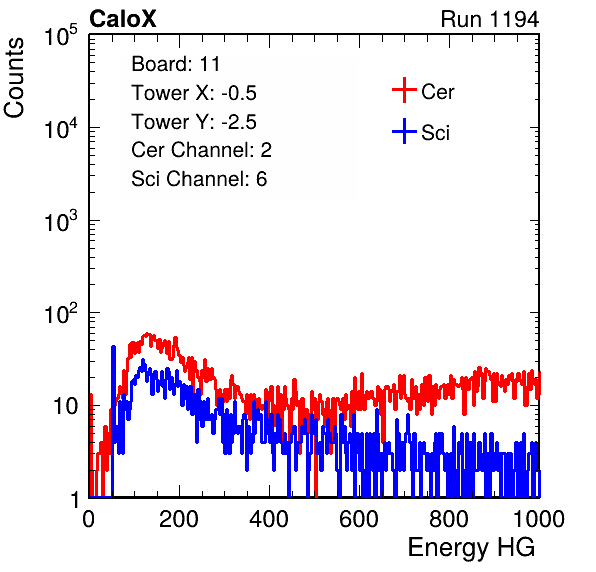 CaloX Run 1194
Counts
10^5
10^4
10^3
10^2
10
1
Board: 11
Tower X: -0.5
Tower Y: -2.5
Cer Channel: 2
Sci Channel: 6
Cer
Sci
0 200 400 600 800 1000
Energy HG